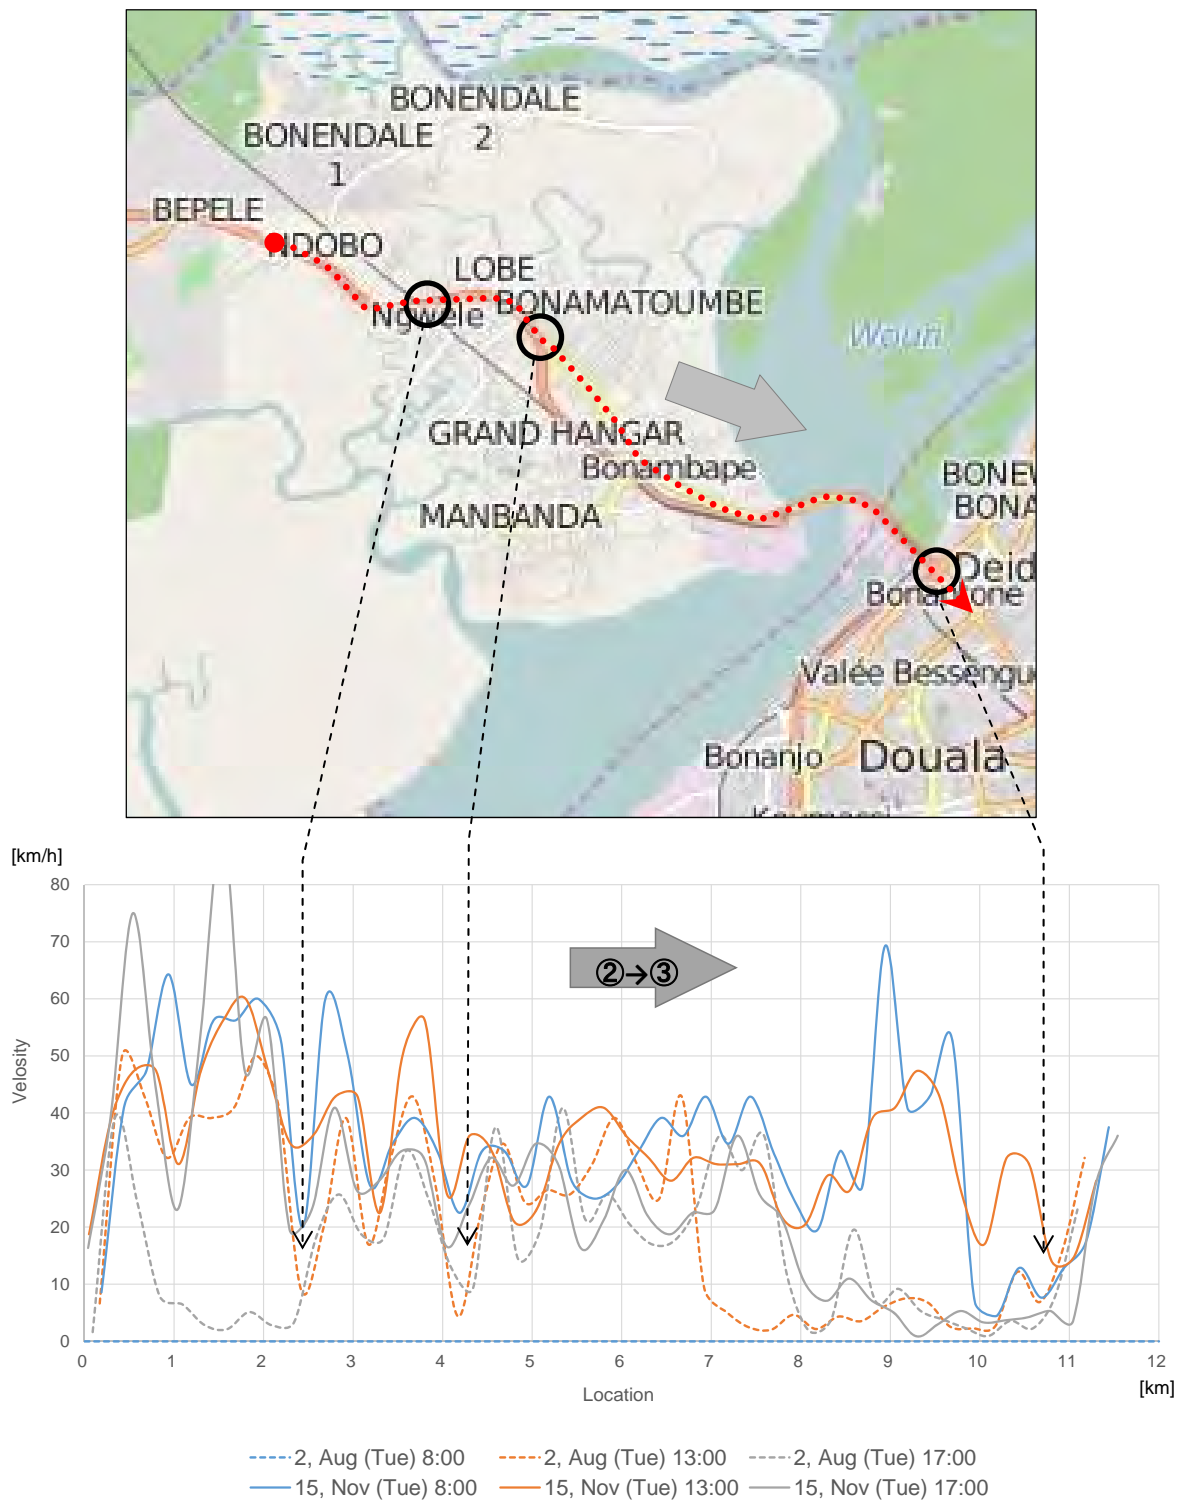 BONENDALE
2
BONENDALE
1
BEPELE
NDOBO
LOBE
BONAMATOUMBE
Ngwele
Wouri
GRAND HANGAR
Bonambape
BONEW
BONA
MANBANDA
Deid
Valée Bessengu
Bonanjo
Douala
[km/h]
80
70
60
50
40
30
20
10
0
Velosity
②→③
0 1 2 3 4 5 6 7 8 9 10 11 12
Location
[km]
2, Aug (Tue) 8:00 2, Aug (Tue) 13:00 2, Aug (Tue) 17:00
15, Nov (Tue) 8:00 15, Nov (Tue) 13:00 15, Nov (Tue) 17:00